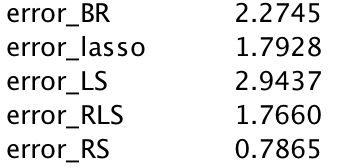 error_BR 2.2745
error_lasso 1.7928
error_LS 2.9437
error_RLS 1.7660
error_RS 0.7865